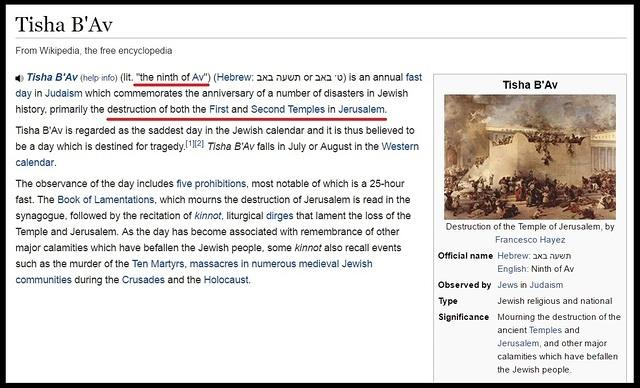 Tisha B'Av
From Wikipedia, the free encyclopedia
Tisha B'Av (help·info) (lit. "the ninth of Av") (Hebrew: תשעה באב or ט׳ באב) is an annual fast
day in Judaism which commemorates the anniversary of a number of disasters in Jewish
history, primarily the destruction of both the First and Second Temples in Jerusalem.
Tisha B'Av is regarded as the saddest day in the Jewish calendar and it is thus believed to
be a day which is destined for tragedy.[1][2] Tisha B'Av falls in July or August in the Western
calendar.
The observance of the day includes five prohibitions, most notable of which is a 25-hour
fast. The Book of Lamentations, which mourns the destruction of Jerusalem is read in the
synagogue, followed by the recitation of kinnot, liturgical dirges that lament the loss of the
Temple and Jerusalem. As the day has become associated with remembrance of other
major calamities which have befallen the Jewish people, some kinnot also recall events
such as the murder of the Ten Martyrs, massacres in numerous medieval Jewish
communities during the Crusades and the Holocaust.
Tisha B'Av
Destruction of the Temple of Jerusalem, by
Francesco Hayez
Official name Hebrew: תשעה באב
English: Ninth of Av
Observed by Jews in Judaism
Type Jewish religious and national
Significance Mourning the destruction of the
ancient Temples and
Jerusalem, and other major
calamities which have befallen
the Jewish people.